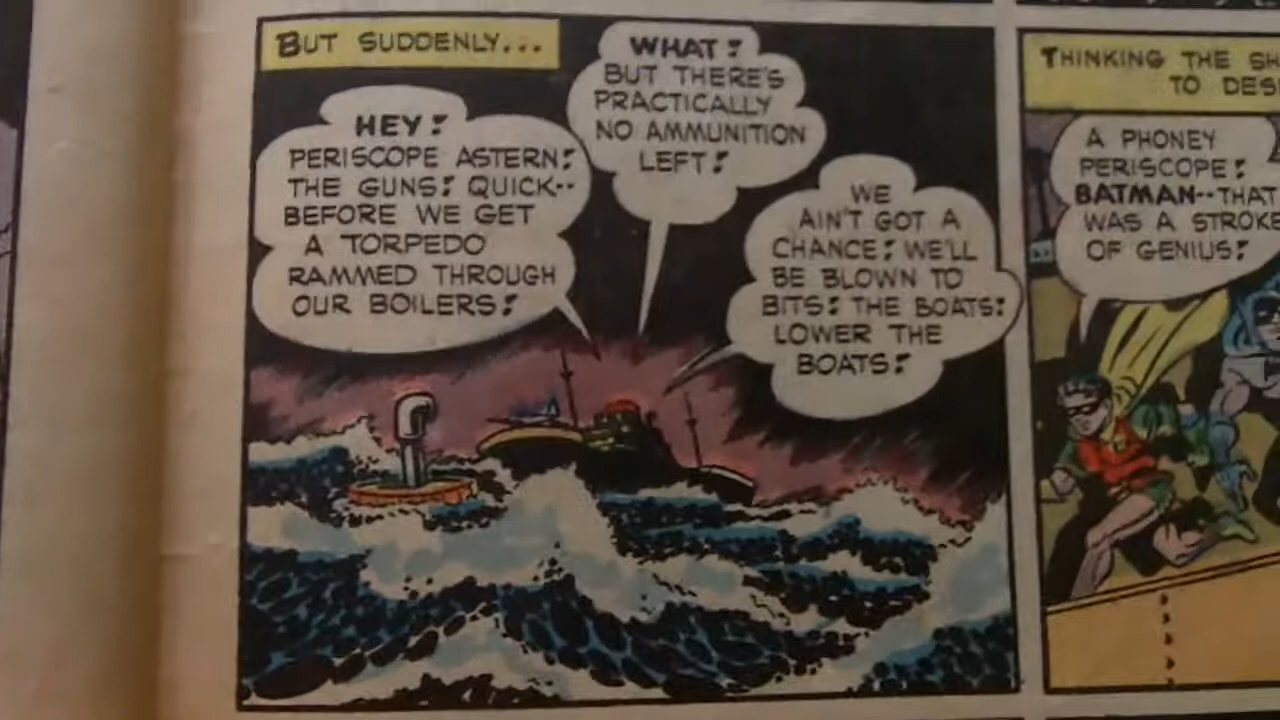 BUT SUDDENLY...
HEY!
PERISCOPE ASTERN!
THE GUNS! QUICK--
BEFORE WE GET
A TORPEDO
RAMMED THROUGH
OUR BOILERS!
WHAT!
BUT THERE'S
PRACTICALLY
NO AMMUNITION
LEFT!
WE
AIN'T GOT A
CHANCE! WE'LL
BE BLOWN TO
BITS! THE BOATS!
LOWER THE
BOATS!
THINKING THE
TO
A PHONEY
PERISCOPE!
BATMAN--THAT
WAS A STROKE
OF GENIUS!